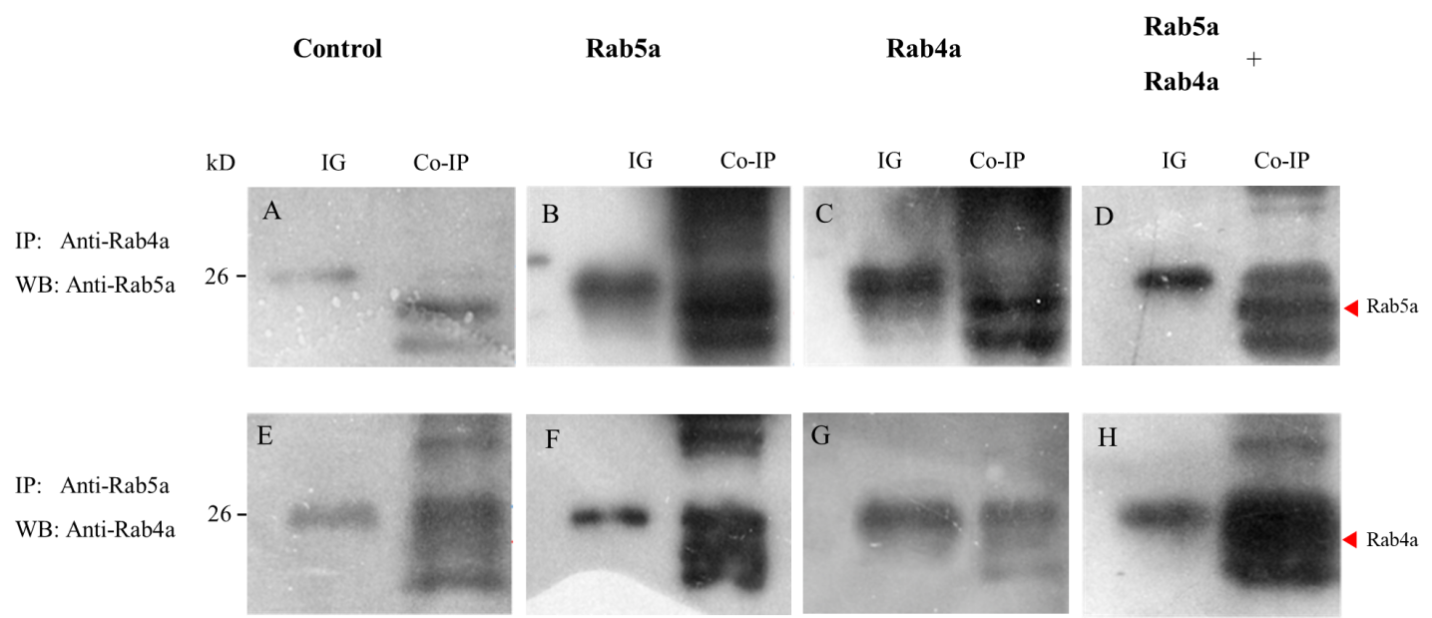 Control Rab5a Rab4a Rab5a
+
Rab4a
kD IG Co-IP IG Co-IP IG Co-IP IG Co-IP
A B C D
IP: Anti-Rab4a
26 -
WB: Anti-Rab5a
Rab5a
E F G H
IP: Anti-Rab5a
26 -
WB: Anti-Rab4a
Rab4a